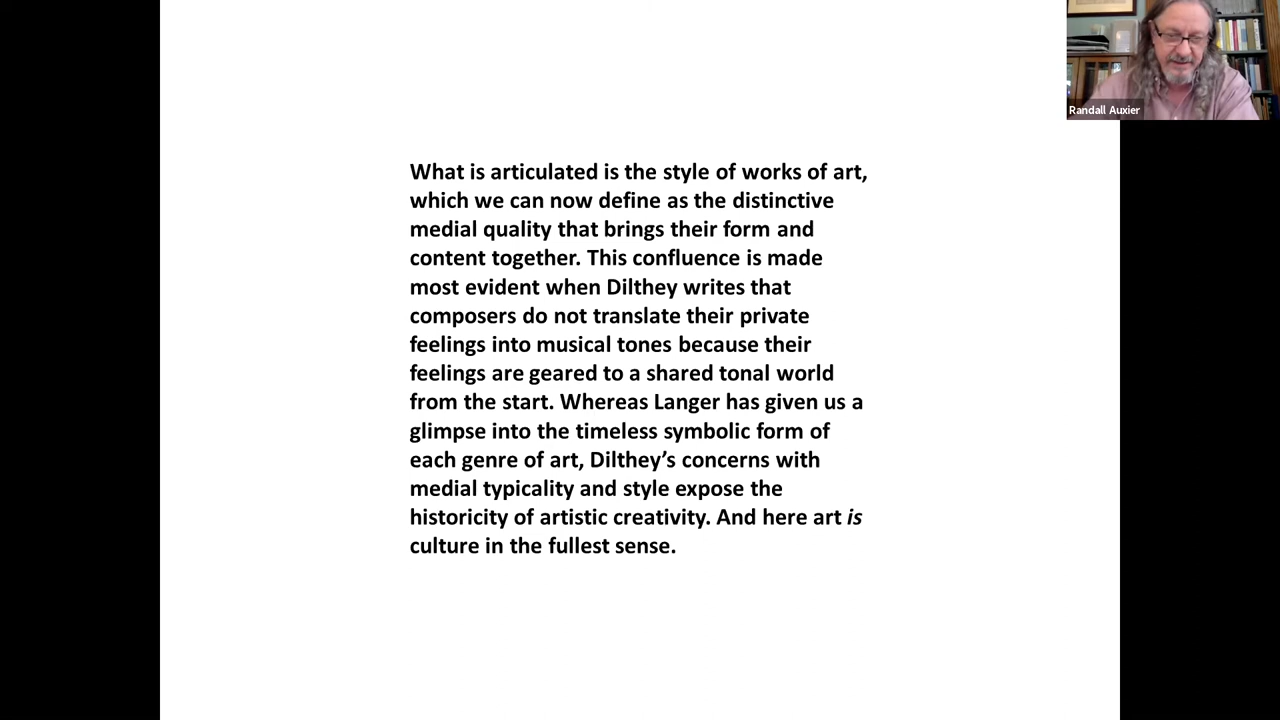 Randall Auxier
What is articulated is the style of works of art,
which we can now define as the distinctive
medial quality that brings their form and
content together. This confluence is made
most evident when Dilthey writes that
composers do not translate their private
feelings into musical tones because their
feelings are geared to a shared tonal world
from the start. Whereas Langer has given us a
glimpse into the timeless symbolic form of
each genre of art, Dilthey’s concerns with
medial typicality and style expose the
historicity of artistic creativity. And here art is
culture in the fullest sense.